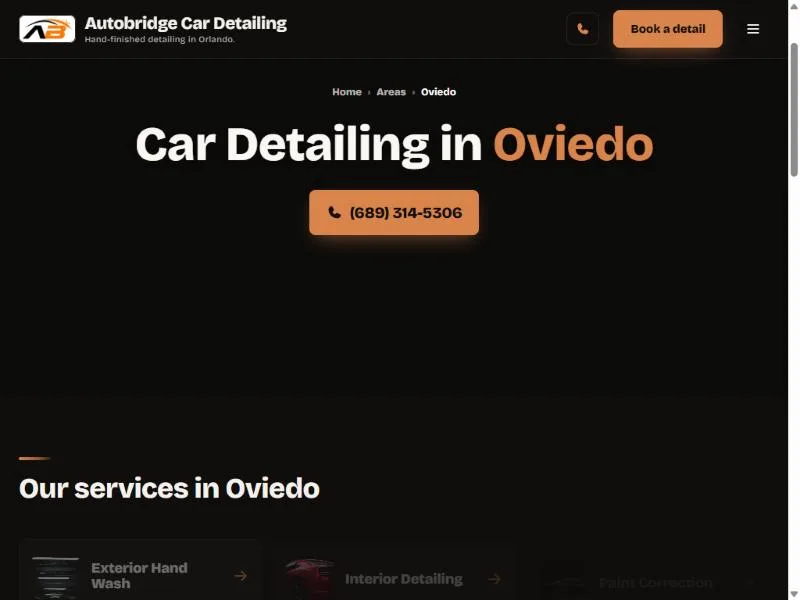 AB
Autobridge Car Detailing
Hand-finished detailing in Orlando.
Book a detail
Home › Areas › Oviedo
Car Detailing in Oviedo
(689) 314-5306
Our services in Oviedo
Exterior Hand
Wash
Interior Detailing
Paint Correction